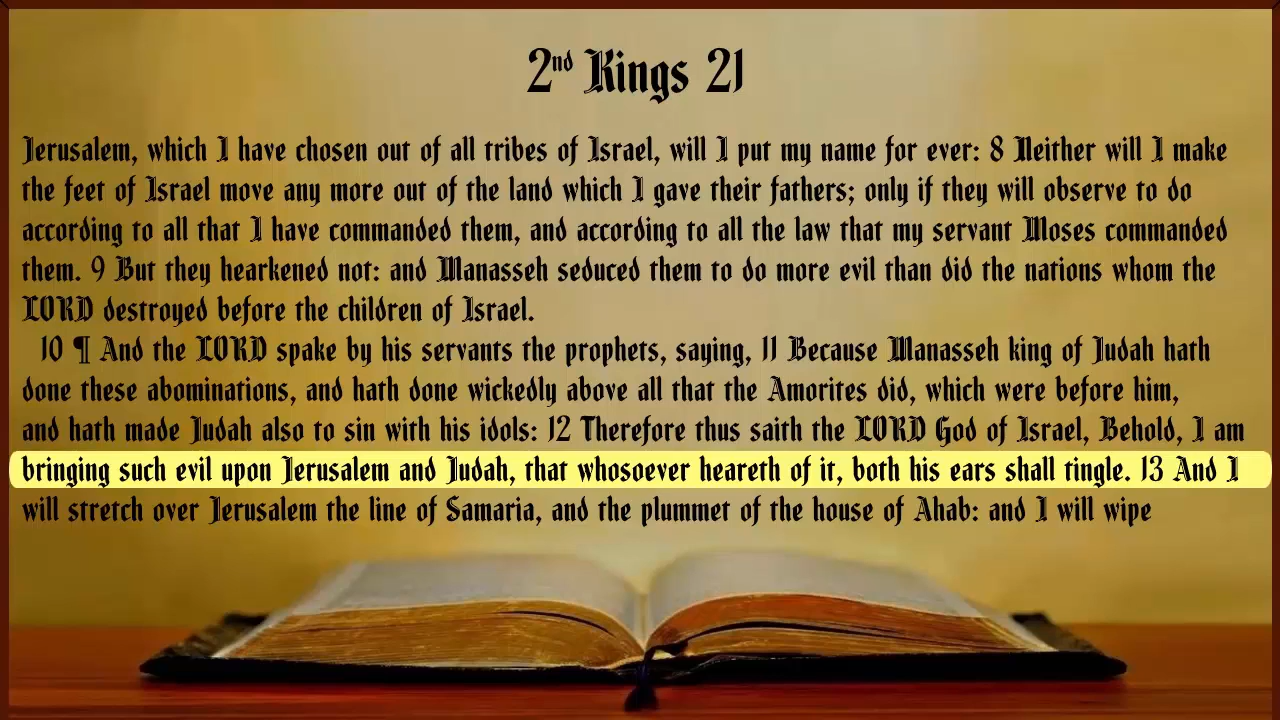 2nd Kings 21
Jerusalem, which I have chosen out of all tribes of Israel, will I put my name for ever: 8 Neither will I make
the feet of Israel move any more out of the land which I gave their fathers; only if they will observe to do
according to all that I have commanded them, and according to all the law that my servant Moses commanded
them. 9 But they hearkened not: and Manasseh seduced them to do more evil than did the nations whom the
LORD destroyed before the children of Israel.
10 ¶ And the LORD spake by his servants the prophets, saying, 11 Because Manasseh king of Judah hath
done these abominations, and hath done wickedly above all that the Amorites did, which were before him,
and hath made Judah also to sin with his idols: 12 Therefore thus saith the LORD God of Israel, Behold, I am
bringing such evil upon Jerusalem and Judah, that whosoever heareth of it, both his ears shall tingle. 13 And I
will stretch over Jerusalem the line of Samaria, and the plummet of the house of Ahab: and I will wipe